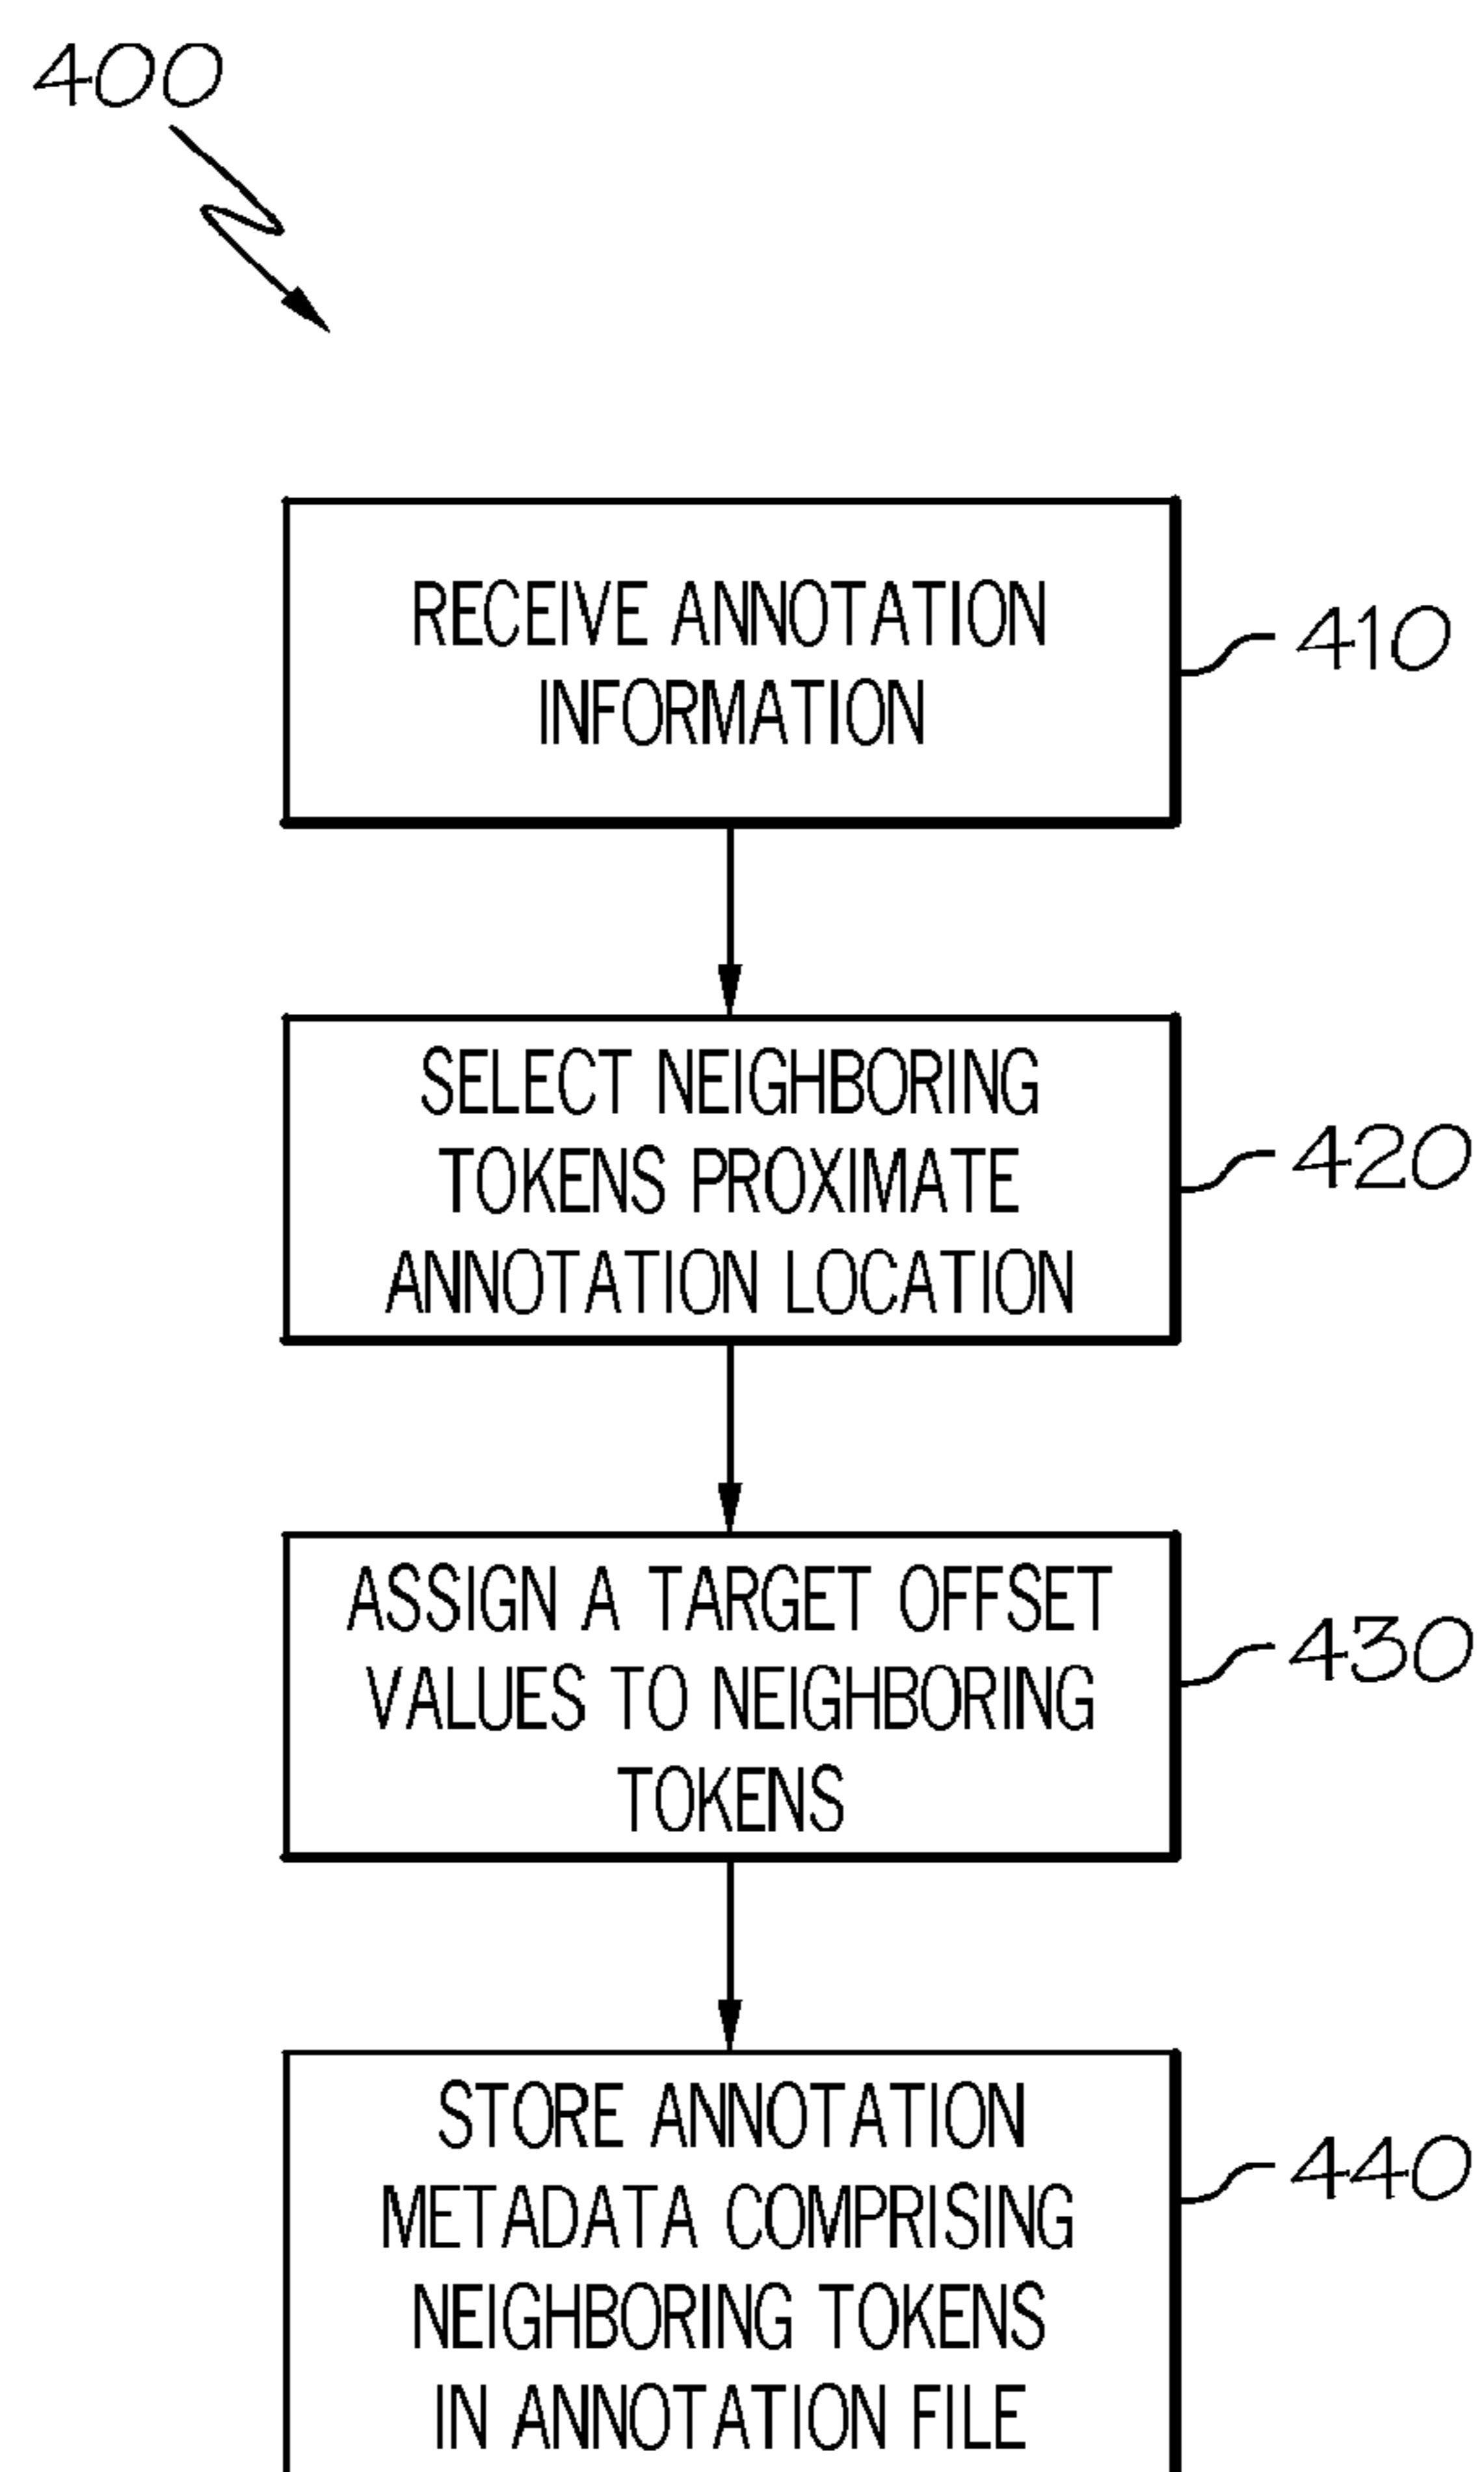 400
RECEIVE ANNOTATION
INFORMATION
410
SELECT NEIGHBORING
TOKENS PROXIMATE
ANNOTATION LOCATION
420
ASSIGN A TARGET OFFSET
VALUES TO NEIGHBORING
TOKENS
430
STORE ANNOTATION
METADATA COMPRISING
NEIGHBORING TOKENS
IN ANNOTATION FILE
440